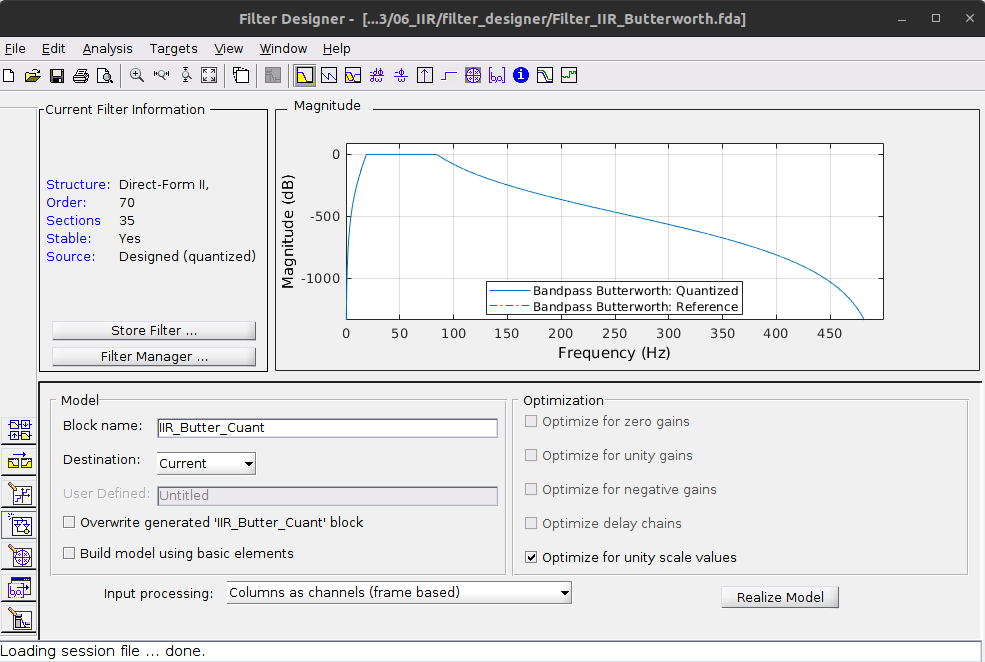 Filter Designer -  [...3/06_IIR/filter_designer/Filter_IIR_Butterworth.fda]
File Edit Analysis Targets View Window Help
Current Filter Information
Structure: Direct-Form II,
Order: 70
Sections 35
Stable: Yes
Source: Designed (quantized)
Store Filter ...
Filter Manager ...
Magnitude
Magnitude (dB)
0
-500
-1000
Bandpass Butterworth: Quantized
Bandpass Butterworth: Reference
0 50 100 150 200 250 300 350 400 450
Frequency (Hz)
Model
Block name: IIR_Butter_Cuant
Destination: Current
User Defined: Untitled
Overwrite generated 'IIR_Butter_Cuant' block
Build model using basic elements
Optimization
Optimize for zero gains
Optimize for unity gains
Optimize for negative gains
Optimize delay chains
Optimize for unity scale values
Input processing: Columns as channels (frame based)
Realize Model
Loading session file ... done.